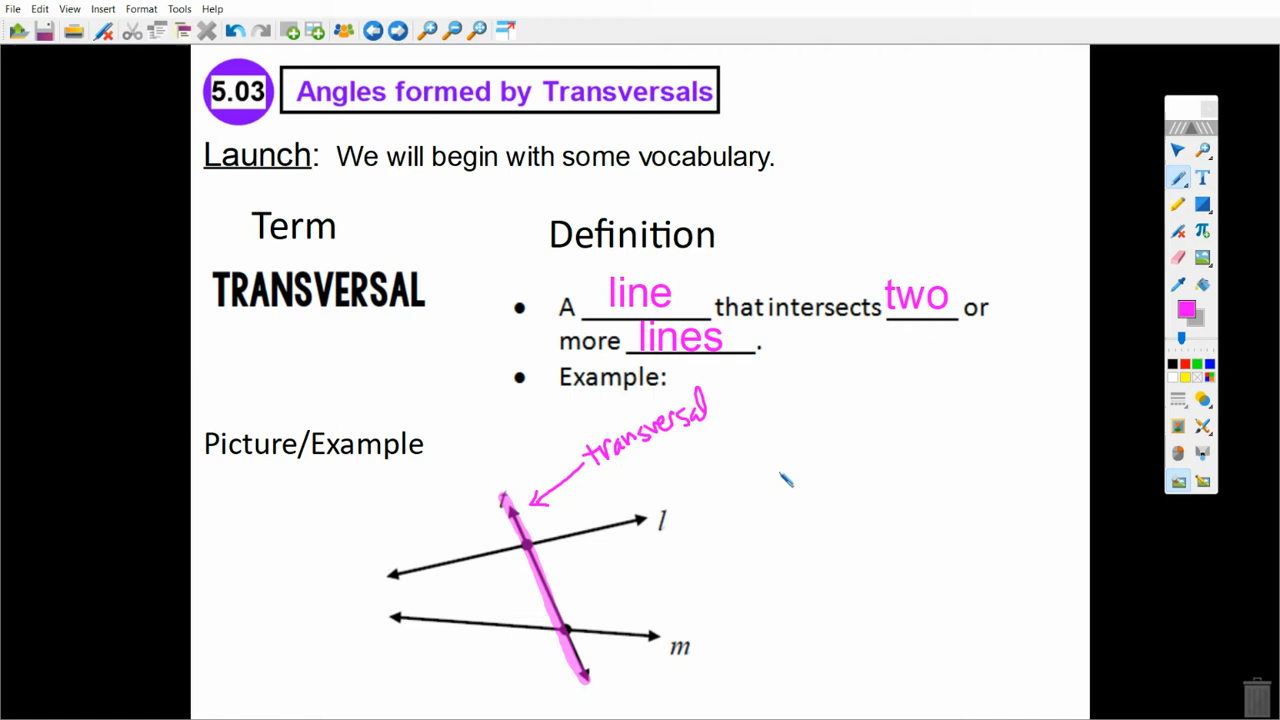 File Edit View Insert Format Tools Help
5.03 Angles formed by Transversals
Launch: We will begin with some vocabulary.
Term
Definition
TRANSVERSAL
• A line that intersects two or
more lines.
• Example:
transversal
Picture/Example
t
l
m